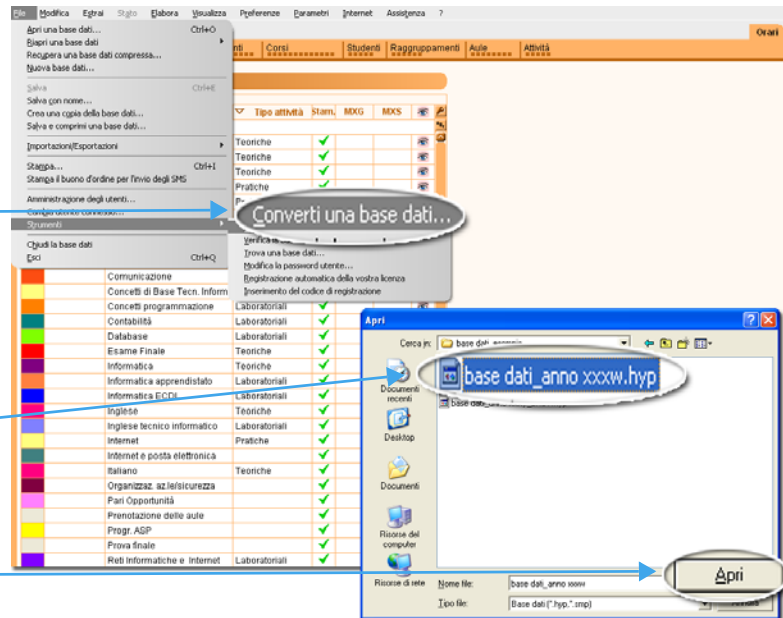 File Modifica Estrai Stato Elabora Visualizza Preferenze Parametri Internet Assistenza ?
Orari
Corsi Studenti Raggruppamenti Aule Attività
Apri una base dati... Ctrl+O
Riapri una base dati
Recupera una base dati compressa...
Nuova base dati...
Salva Ctrl+E
Salva con nome...
Crea una copia della base dati...
Salva e comprimi una base dati...
Importazioni/Esportazioni
Stampa... Ctrl+I
Stampa il buono d'ordine per l'invio degli SMS
Amministrazione degli utenti...
Strumenti
Chiudi la base dati
Esci Ctrl+Q
Tipo attività Stam. MXG MXS
Teoriche
Teoriche
Teoriche
Pratiche
Converti una base dati...
Trova una base dati...
Modifica la password utente...
Registrazione automatica della vostra licenza
Inserimento del codice di registrazione
Comunicazione
Concetti di Base Tecn. Inform
Concetti programmazione Laboratoriali
Contabilità Laboratoriali
Database Laboratoriali
Esame Finale Teoriche
Informatica Teoriche
Informatica apprendistato Laboratoriali
Informatica ECDL Laboratoriali
Inglese Teoriche
Inglese tecnico informatico Laboratoriali
Internet Pratiche
Internet e posta elettronica
Italiano Teoriche
Organizzaz. az.le/sicurezza
Pari Opportunità
Prenotazione delle aule
Progr. ASP
Prova finale
Reti Informatiche e Internet Laboratoriali
Apri
Cerca in:
base dati_anno xxxw.hyp
Documenti recenti
Desktop
Documenti
Risorse del computer
Risorse di rete
Nome file: base dati_anno xxxw
Tipo file: Base dati (*.hyp,*.smp)
Apri